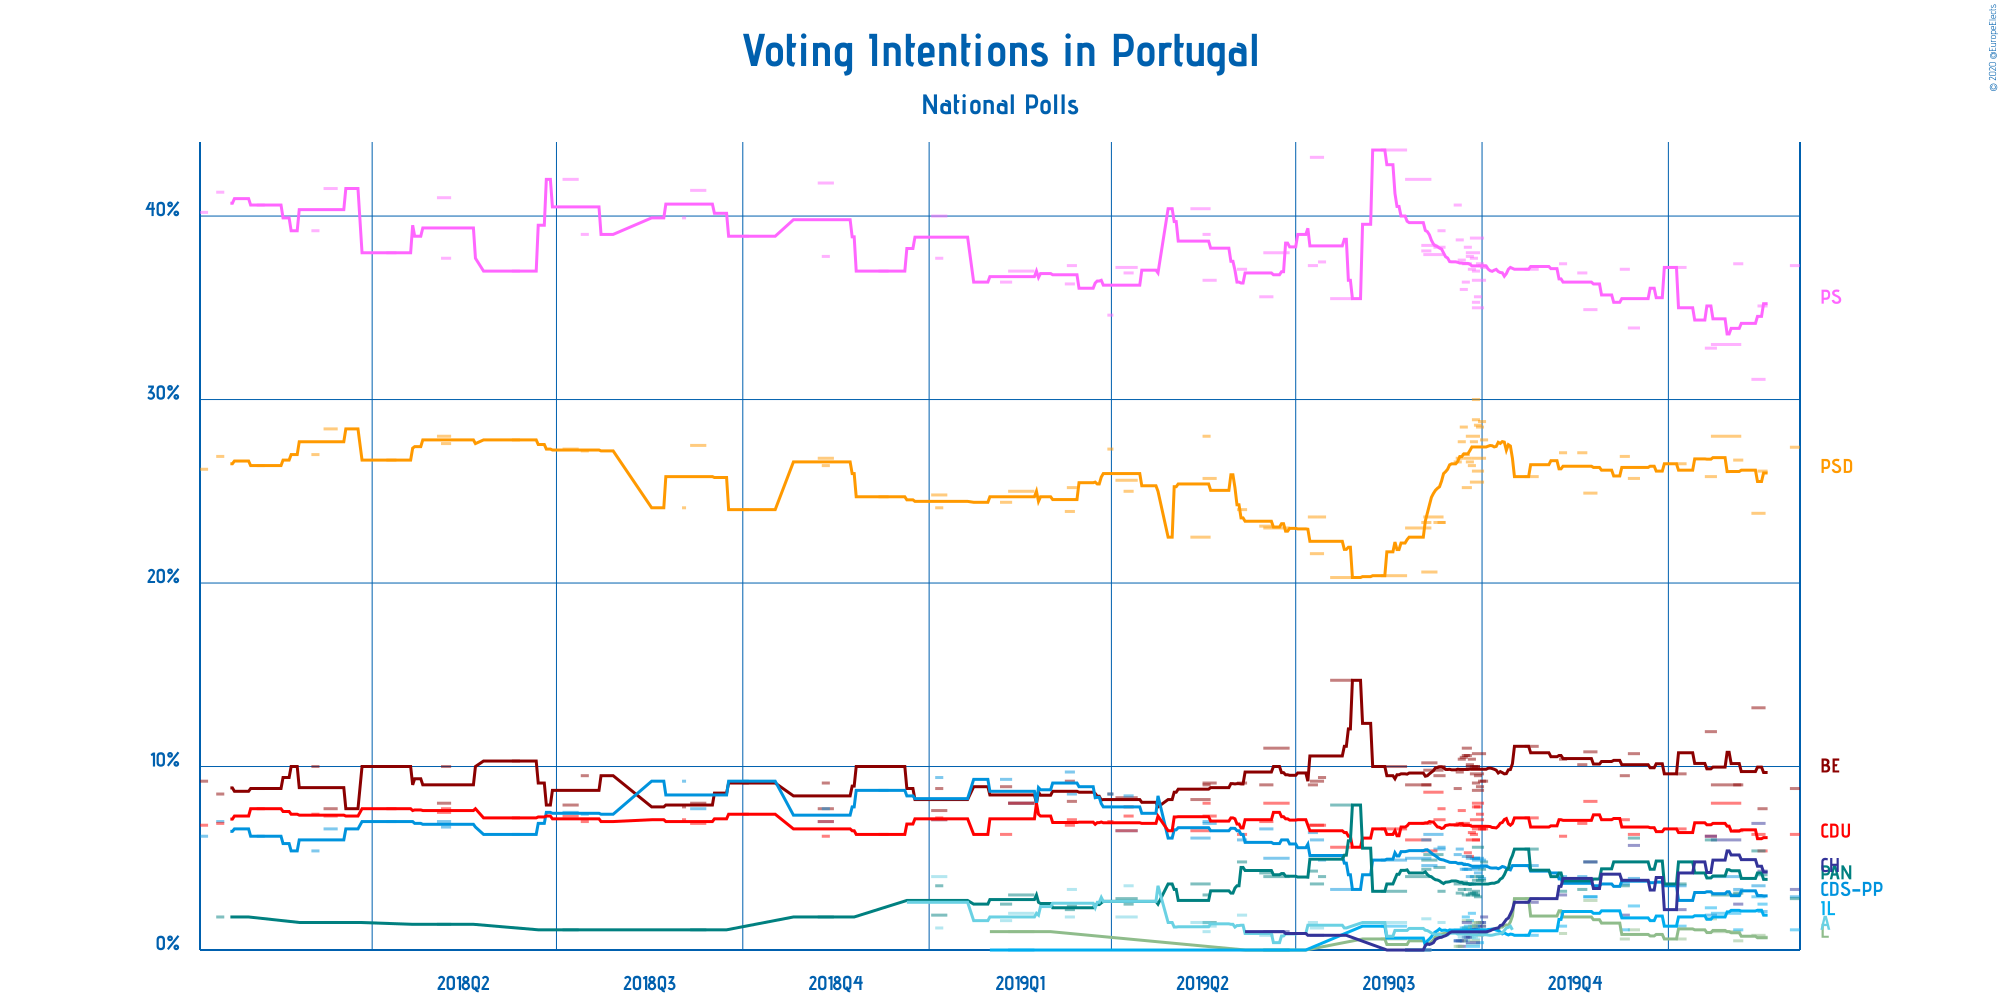 © 2020 @EuropeElects
Voting Intentions in Portugal
National Polls
40%
30%
20%
10%
0%
PS
PSD
BE
CDU
CH
PAN
CDS-PP
IL
A
L
2018Q2
2018Q3
2018Q4
2019Q1
2019Q2
2019Q3
2019Q4